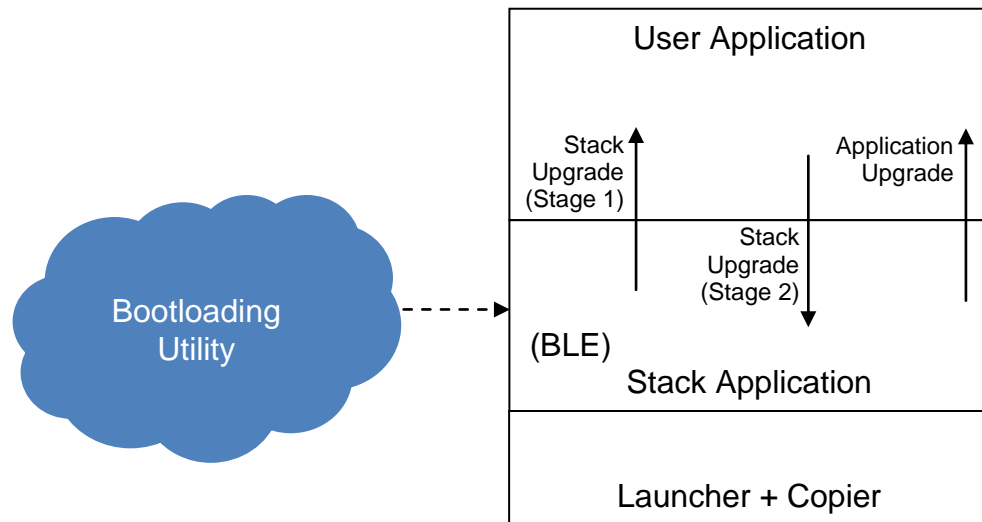 User Application
Stack
Upgrade
(Stage 1)
Application
Upgrade
Stack
Upgrade
(Stage 2)
Bootloading
Utility
(BLE)
Stack Application
Launcher + Copier